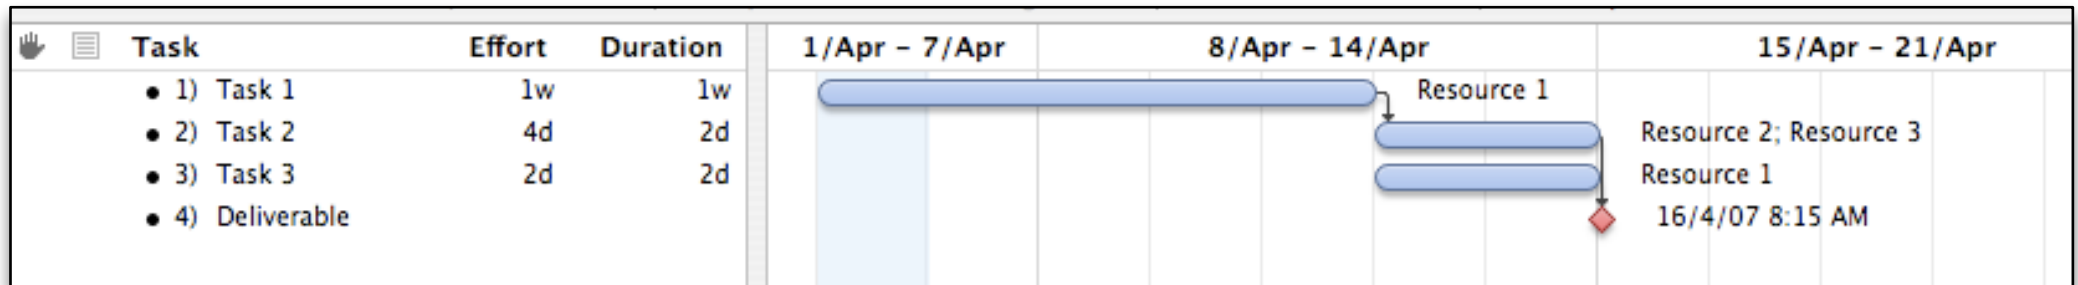 Task Effort Duration 1/Apr – 7/Apr 8/Apr – 14/Apr 15/Apr – 21/Apr
• 1) Task 1 1w 1w Resource 1
• 2) Task 2 4d 2d Resource 2; Resource 3
• 3) Task 3 2d 2d Resource 1
• 4) Deliverable 16/4/07 8:15 AM